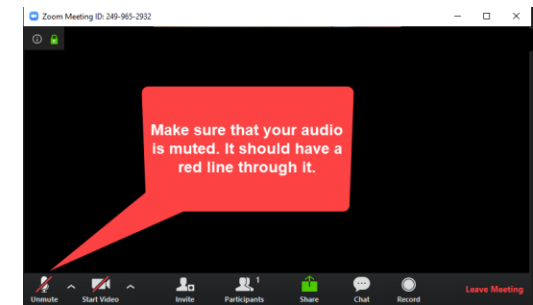 Zoom Meeting ID: 249-965-2932
Make sure that your audio
is muted. It should have a
red line through it.
1
Unmute Start Video Invite Participants Share Chat Record Leave Meeting